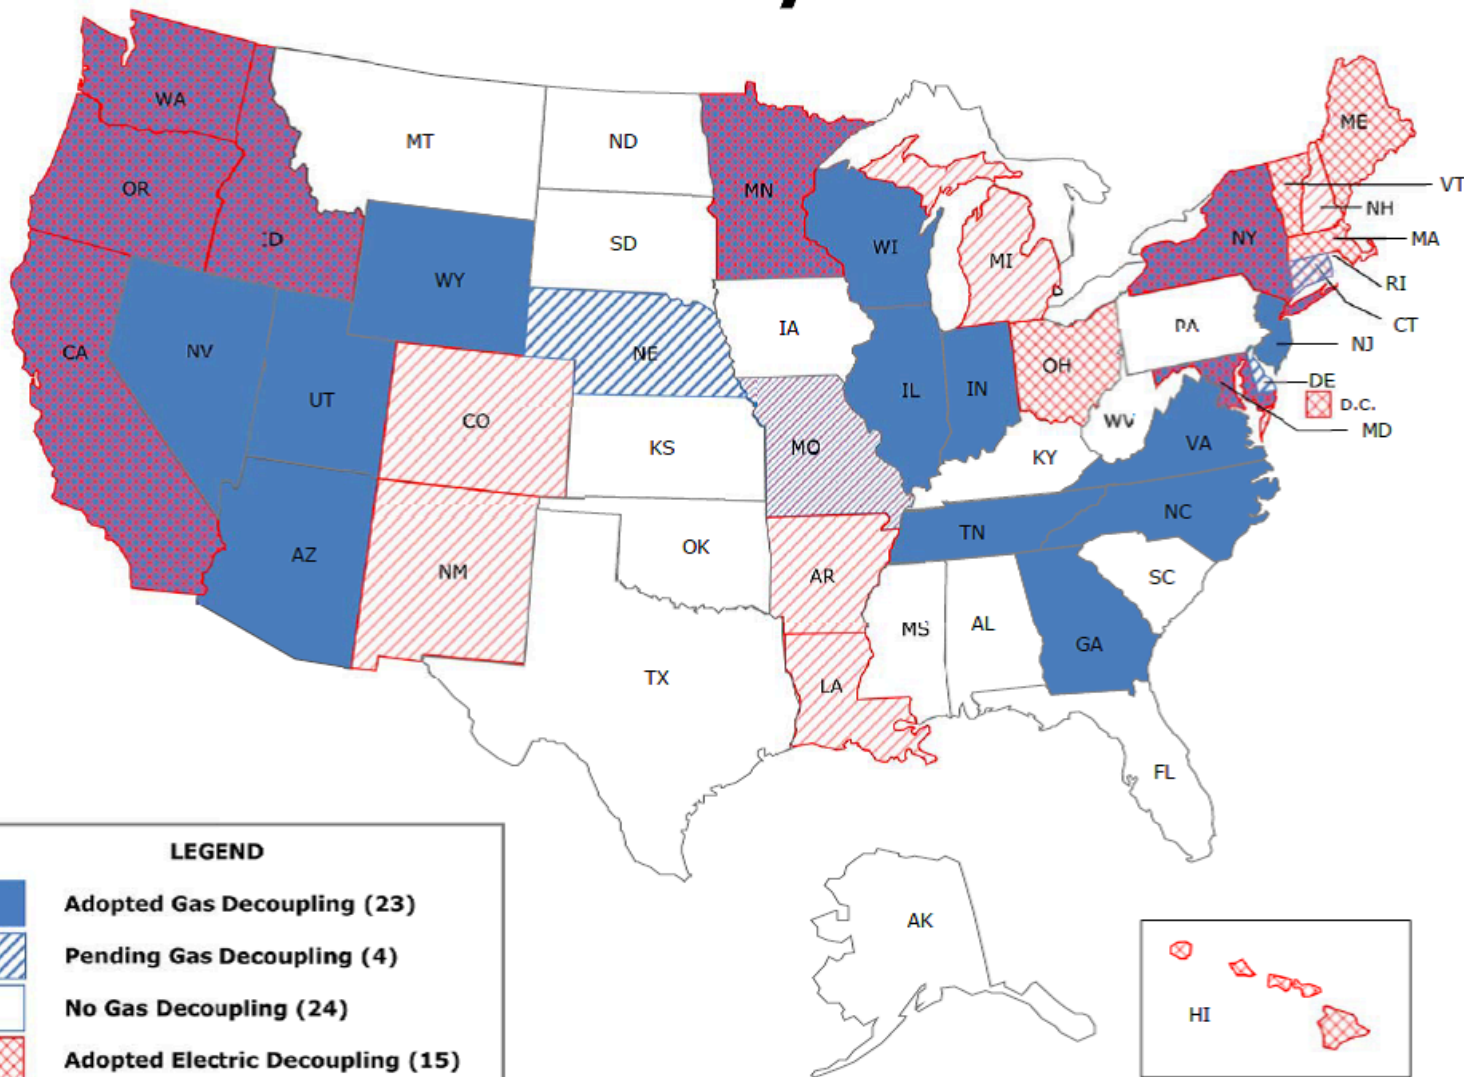 WA
MT
ND
MN
ME
OR
ID
SD
WI
MI
NY
VT
NH
MA
RI
CT
WY
NE
IA
PA
NJ
CA
NV
UT
CO
KS
MO
IL
IN
OH
WV
VA
DE
D.C.
MD
KY
AZ
NM
OK
AR
TN
NC
SC
TX
LA
MS
AL
GA
FL
AK
HI
LEGEND
Adopted Gas Decoupling (23)
Pending Gas Decoupling (4)
No Gas Decoupling (24)
Adopted Electric Decoupling (15)